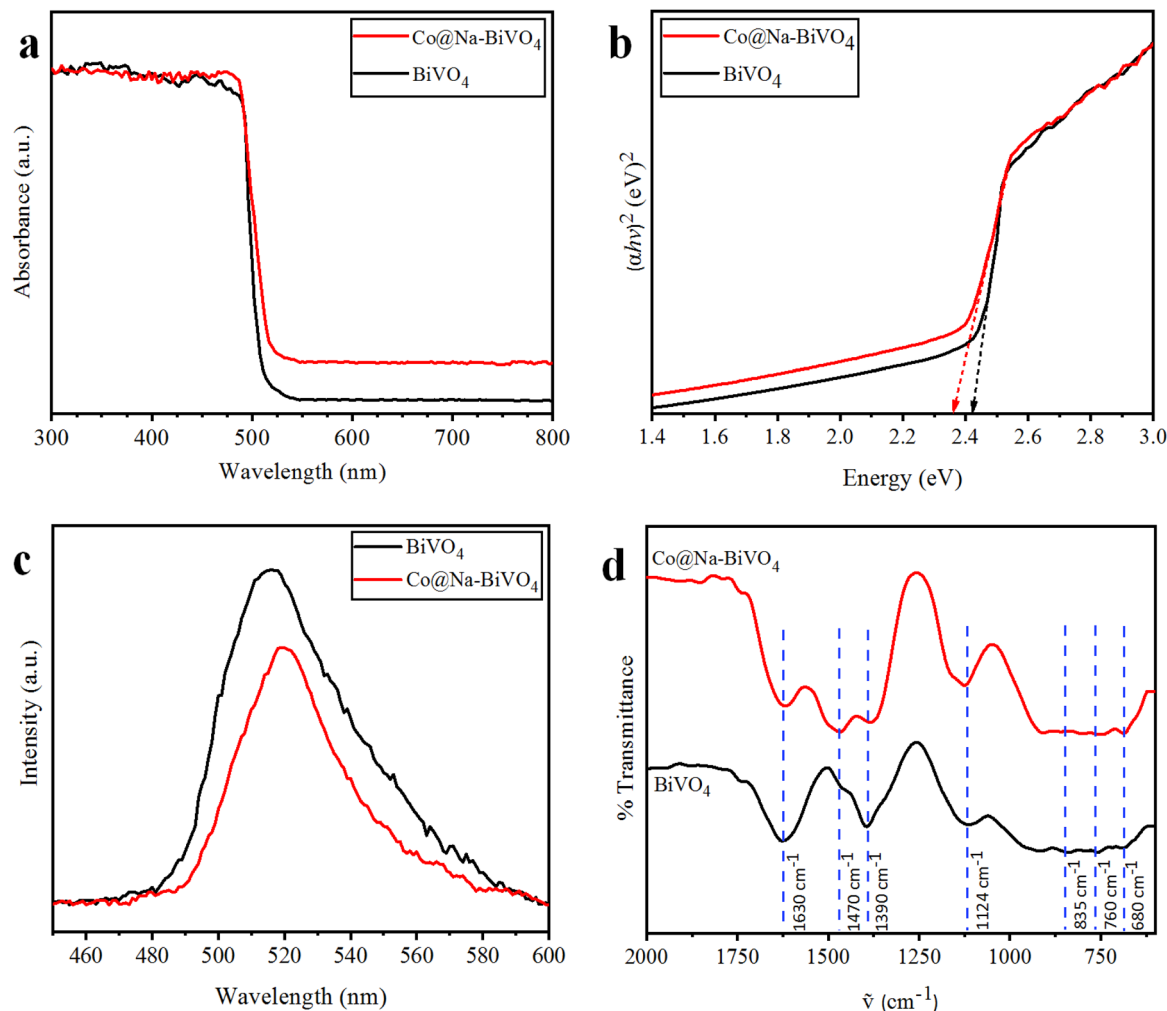 a
Co@Na-BiVO4
BiVO4
Absorbance (a.u.)
300 400 500 600 700 800
Wavelength (nm)
b
Co@Na-BiVO4
BiVO4
(αhν)2 (eV)2
1.4 1.6 1.8 2.0 2.2 2.4 2.6 2.8 3.0
Energy (eV)
c
BiVO4
Co@Na-BiVO4
Intensity (a.u.)
460 480 500 520 540 560 580 600
Wavelength (nm)
d
Co@Na-BiVO4
BiVO4
% Transmittance
1630 cm-1
1470 cm-1
1390 cm-1
1124 cm-1
835 cm-1
760 cm-1
680 cm-1
2000 1750 1500 1250 1000 750
ṽ (cm-1)